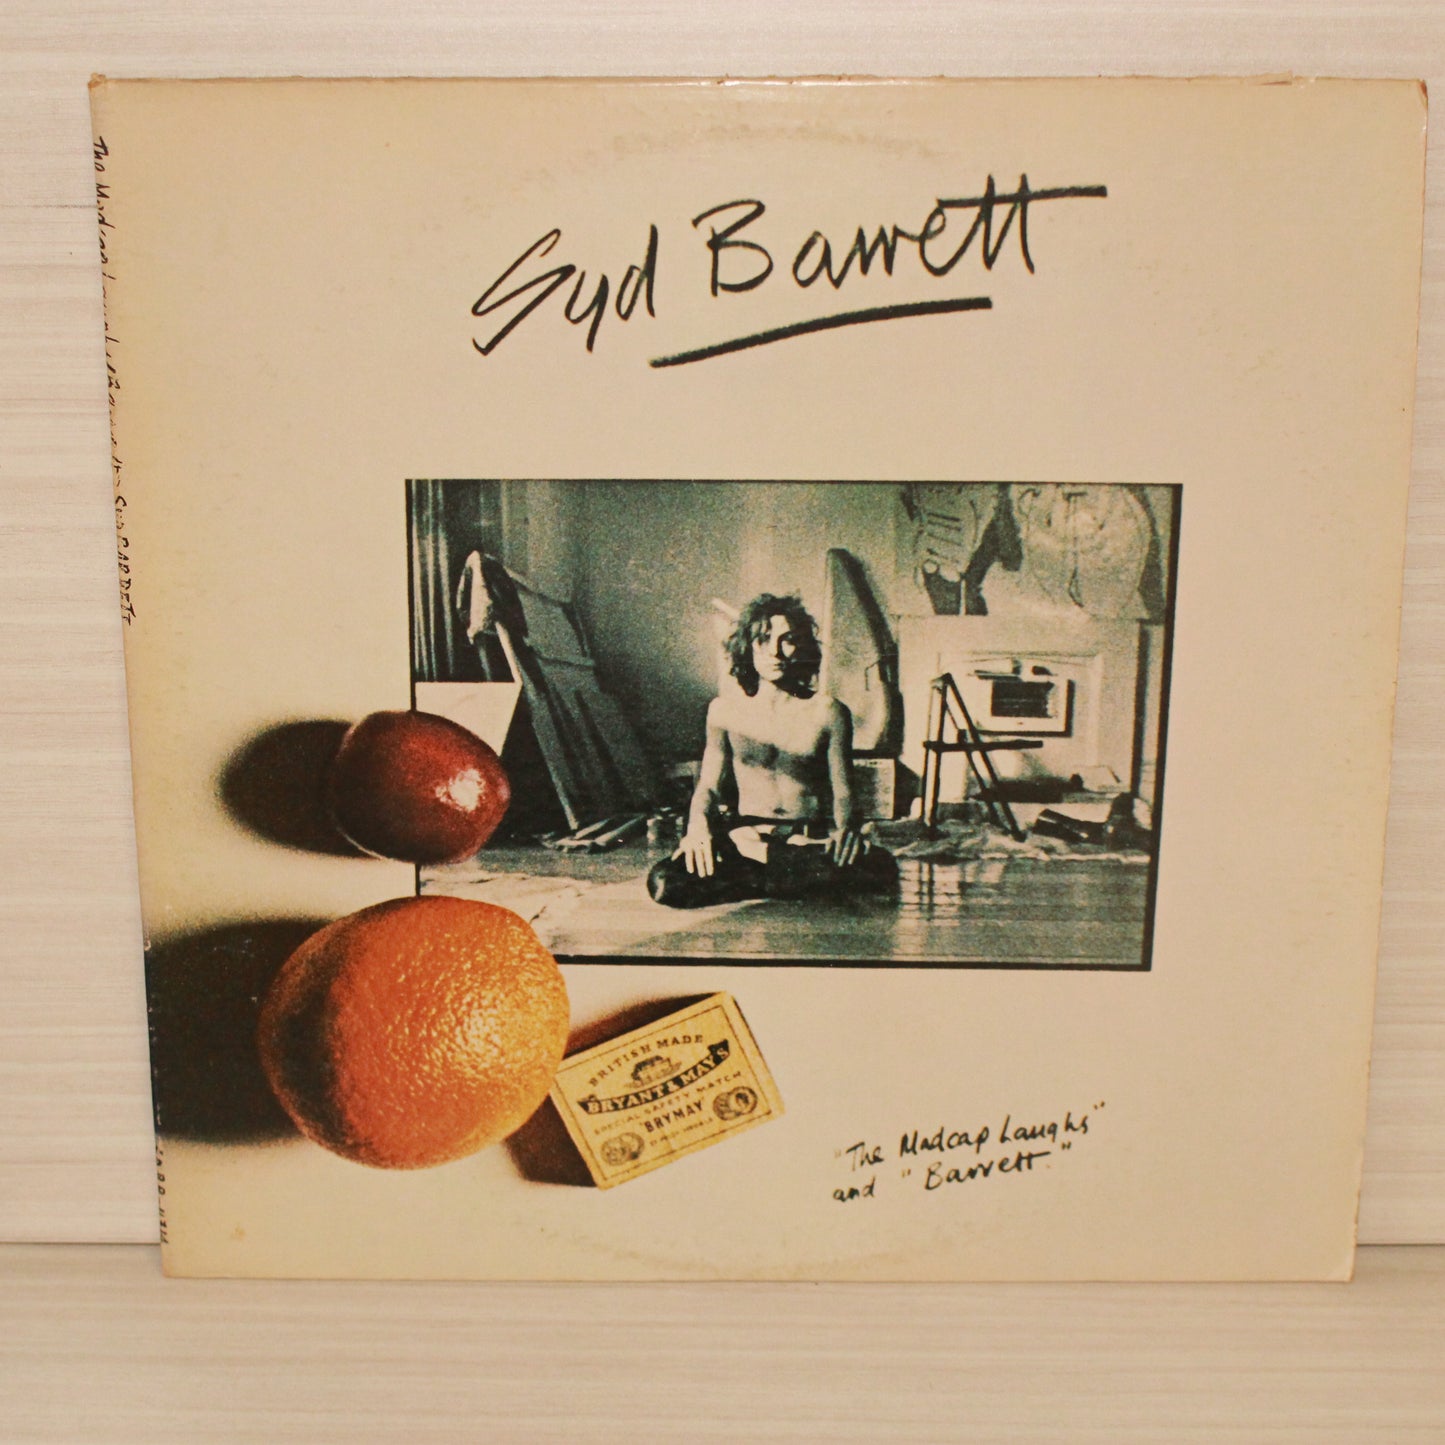 Syd Barrett
BRITISH MADE
BRYANT & MAY'S
SPECIAL SAFETY MATCH
"BRYMAY"
"The Madcap Laughs"
and "Barrett."